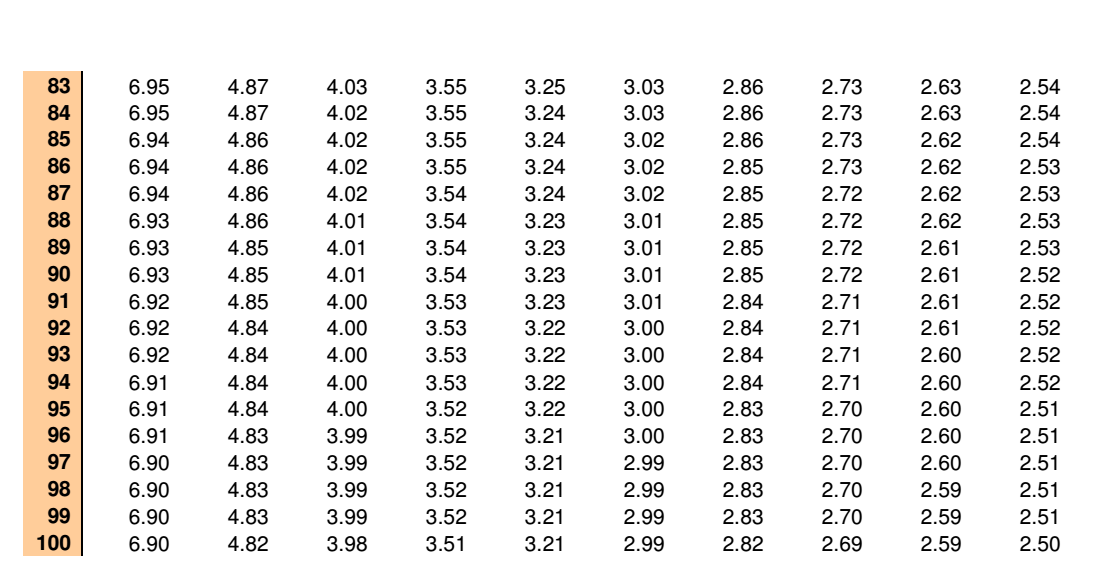 83 6.95 4.87 4.03 3.55 3.25 3.03 2.86 2.73 2.63 2.54
84 6.95 4.87 4.02 3.55 3.24 3.03 2.86 2.73 2.63 2.54
85 6.94 4.86 4.02 3.55 3.24 3.02 2.86 2.73 2.62 2.54
86 6.94 4.86 4.02 3.55 3.24 3.02 2.85 2.73 2.62 2.53
87 6.94 4.86 4.02 3.54 3.24 3.02 2.85 2.72 2.62 2.53
88 6.93 4.86 4.01 3.54 3.23 3.01 2.85 2.72 2.62 2.53
89 6.93 4.85 4.01 3.54 3.23 3.01 2.85 2.72 2.61 2.53
90 6.93 4.85 4.01 3.54 3.23 3.01 2.85 2.72 2.61 2.52
91 6.92 4.85 4.00 3.53 3.23 3.01 2.84 2.71 2.61 2.52
92 6.92 4.84 4.00 3.53 3.22 3.00 2.84 2.71 2.61 2.52
93 6.92 4.84 4.00 3.53 3.22 3.00 2.84 2.71 2.60 2.52
94 6.91 4.84 4.00 3.53 3.22 3.00 2.84 2.71 2.60 2.52
95 6.91 4.84 4.00 3.52 3.22 3.00 2.83 2.70 2.60 2.51
96 6.91 4.83 3.99 3.52 3.21 3.00 2.83 2.70 2.60 2.51
97 6.90 4.83 3.99 3.52 3.21 2.99 2.83 2.70 2.60 2.51
98 6.90 4.83 3.99 3.52 3.21 2.99 2.83 2.70 2.59 2.51
99 6.90 4.83 3.99 3.52 3.21 2.99 2.83 2.70 2.59 2.51
100 6.90 4.82 3.98 3.51 3.21 2.99 2.82 2.69 2.59 2.50